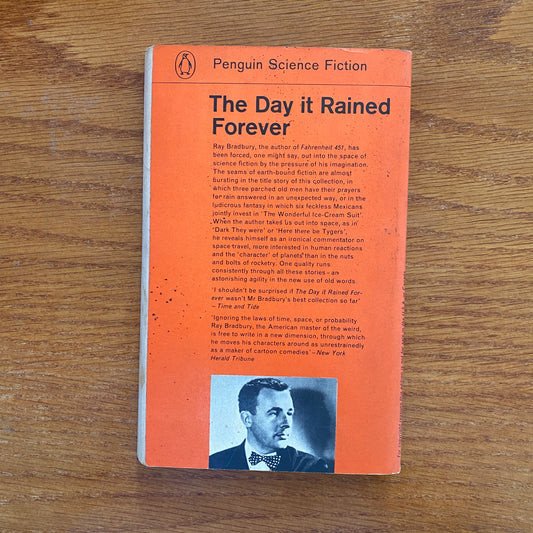 Penguin Science Fiction
The Day it Rained
Forever
Ray Bradbury, the author of Fahrenheit 451, has
been forced, one might say, out into the space of
science fiction by the pressure of his imagination.
The seams of earth-bound fiction are almost
bursting in the title story of this collection, in
which three parched old men have their prayers
for rain answered in an unexpected way, or in the
ludicrous fantasy in which six feckless Mexicans
jointly invest in 'The Wonderful Ice-Cream Suit'.
When the author takes us out into space, as in
'Dark They were' or 'Here there be Tygers',
he reveals himself as an ironical commentator on
space travel, more interested in human reactions
and the 'character' of planets than in the nuts
and bolts of rocketry. One quality runs
consistently through all these stories – an
astonishing agility in the new use of old words
'I shouldn't be surprised if The Day it Rained For-
ever wasn't Mr Bradbury's best collection so far'
– Time and Tide
'Ignoring the laws of time, space, or probability
Ray Bradbury, the American master of the weird,
is free to write in a new dimension, through which
he moves his characters around as unrestrainedly
as a maker of cartoon comedies' – New York
Herald Tribune